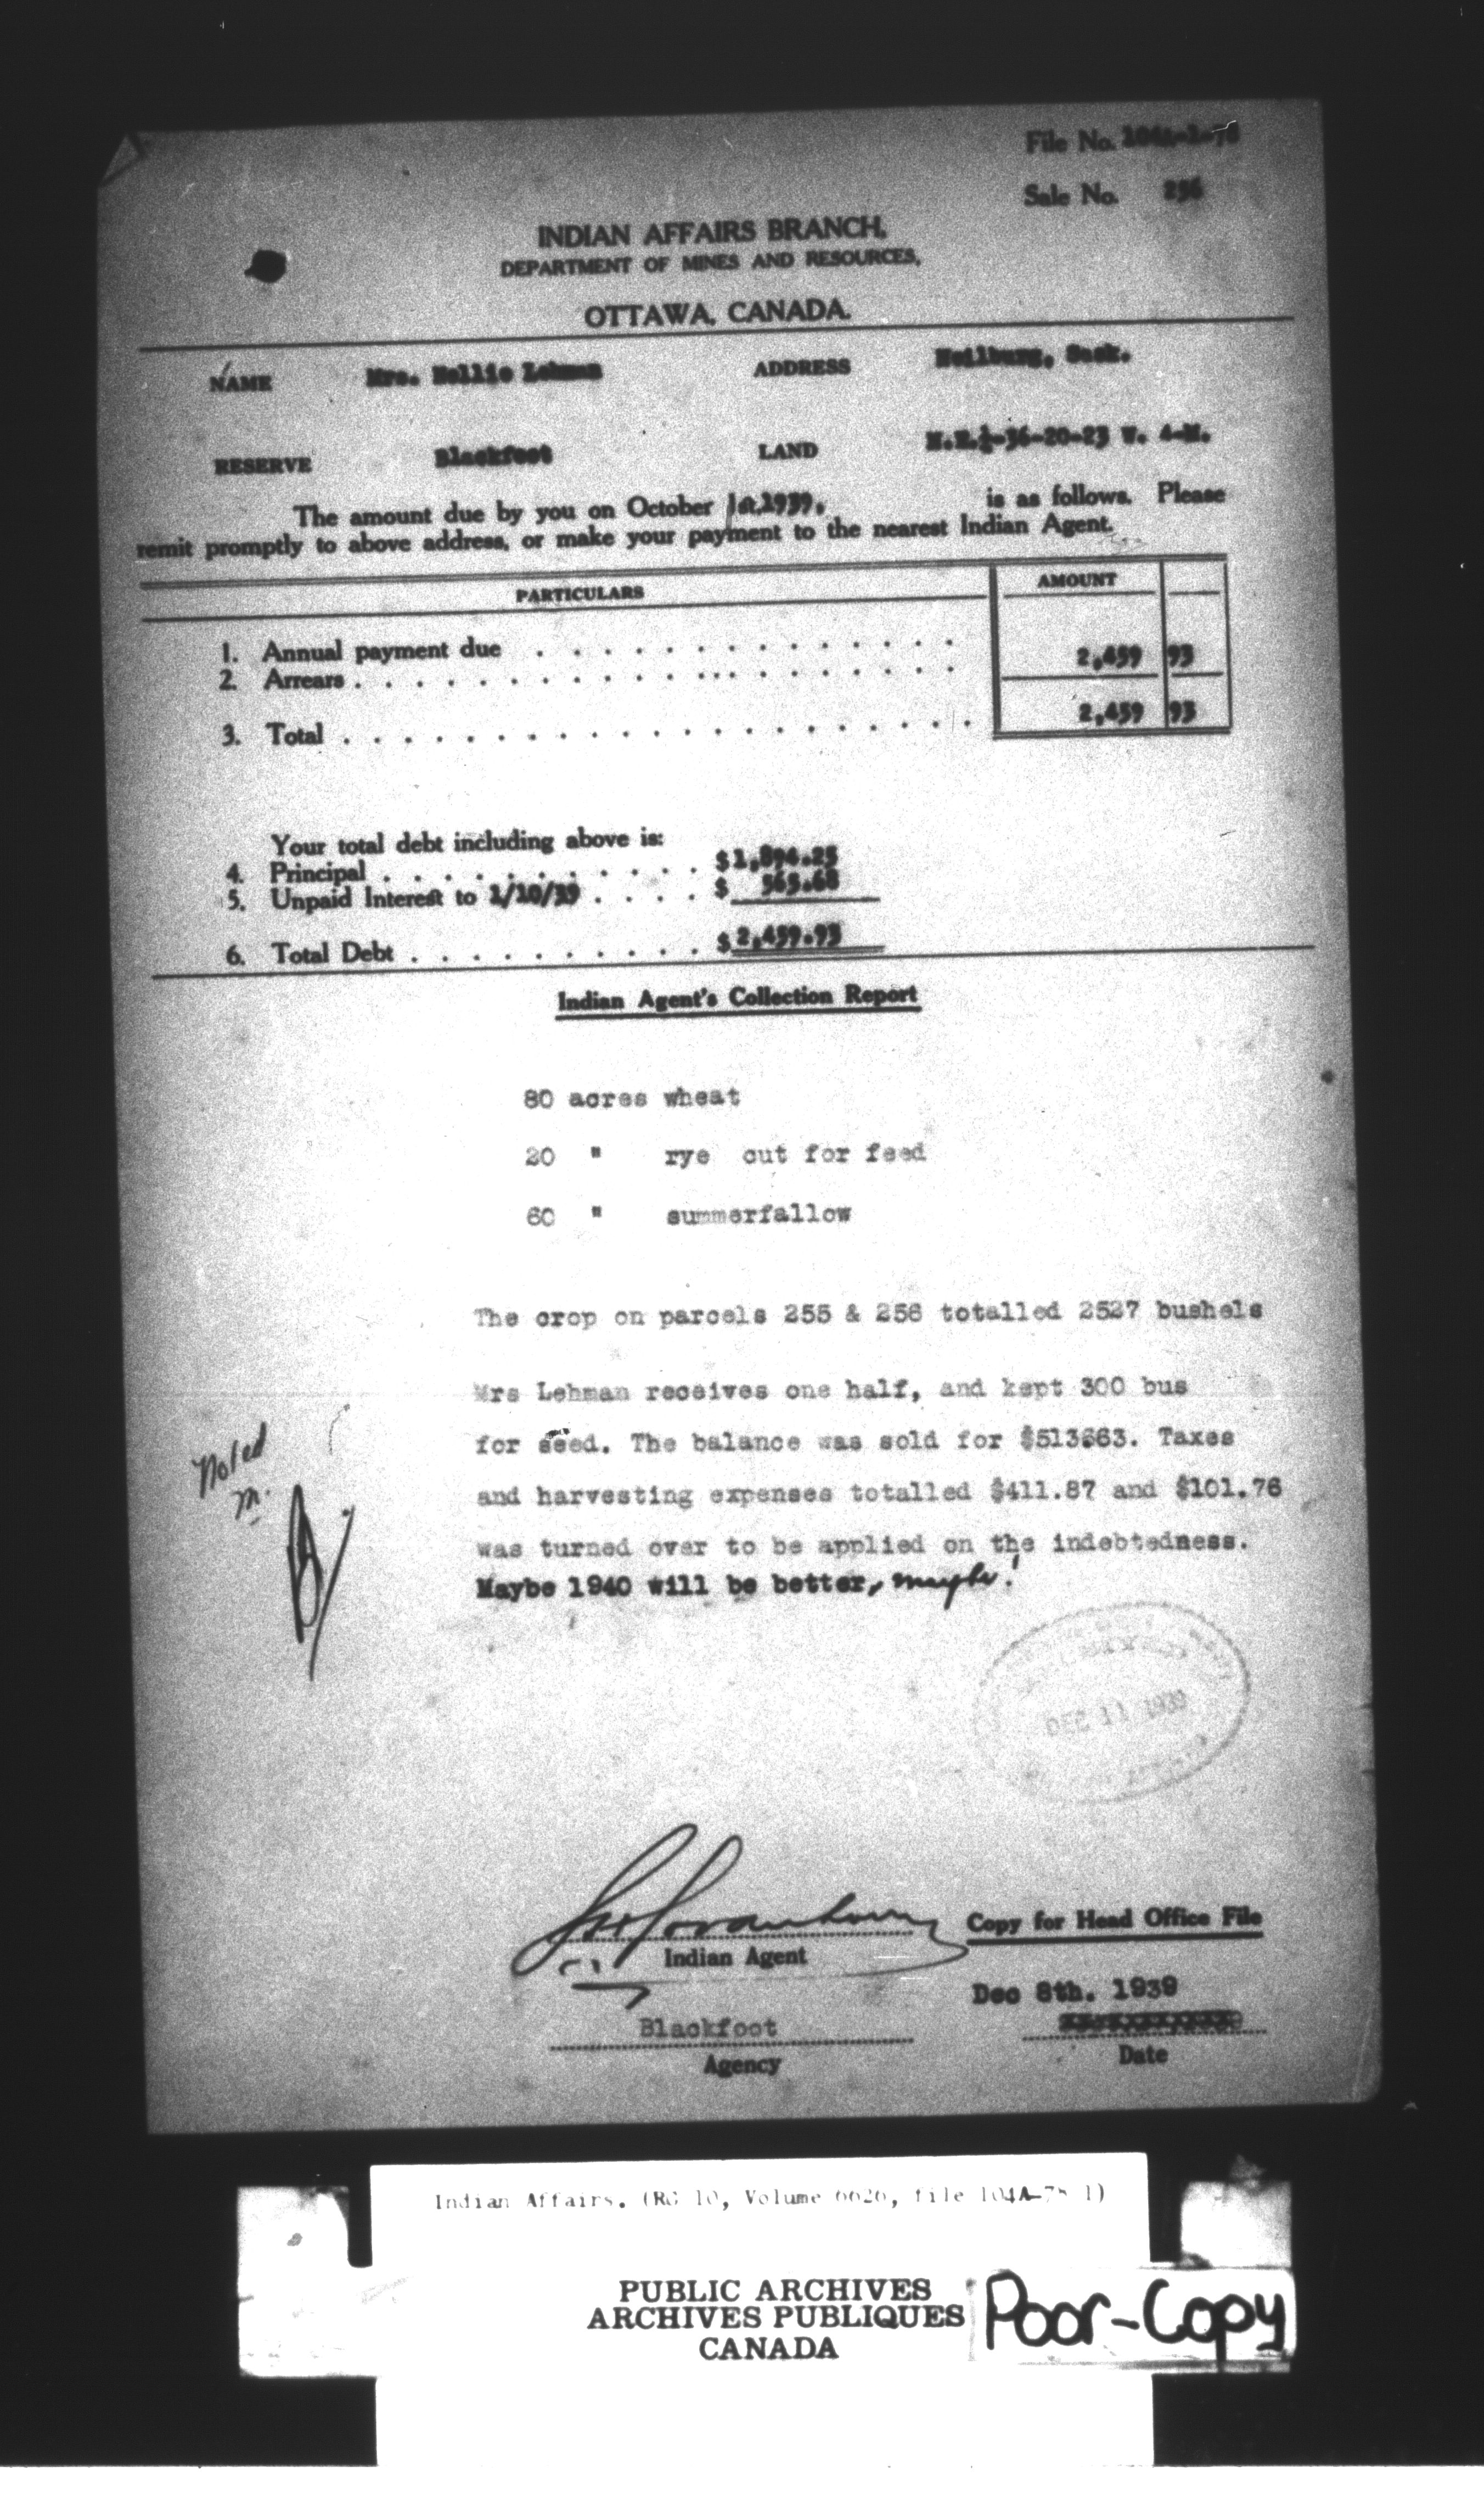 File No. 104A-1-78
Sale No. 256
INDIAN AFFAIRS BRANCH,
DEPARTMENT OF MINES AND RESOURCES,
OTTAWA, CANADA.
NAME Mrs. Nellie Lehman ADDRESS Neilburg, Sask.
RESERVE Blackfoot LAND N.E.¼-36-20-23 W. 4-M.
The amount due by you on October 1st,1939, is as follows. Please
remit promptly to above address, or make your payment to the nearest Indian Agent.
PARTICULARS AMOUNT
1. Annual payment due . . . . . . . . . . . . . .
2. Arrears . . . . . . . . . . . . . . . . . . . . 2,459 93
3. Total . . . . . . . . . . . . . . . . . . . . . 2,459 93
Your total debt including above is:
4. Principal . . . . . . . . . . . $1,894.25
5. Unpaid Interest to 1/10/39 . . . . $ 565.68
6. Total Debt . . . . . . . . . . $2,459.93
Indian Agent's Collection Report
80 acres wheat
20 " rye cut for feed
60 " summerfallow
The crop on parcels 255 & 256 totalled 2527 bushels
Mrs Lehman receives one half, and kept 300 bus
for seed. The balance was sold for $513.63. Taxes
and harvesting expenses totalled $411.87 and $101.76
was turned over to be applied on the indebtedness.
Maybe 1940 will be better, maybe!
Noted
m.
DEC 11 1939
Indian Agent
Copy for Head Office File
Dec 8th. 1939
Blackfoot
Agency
Date
Indian Affairs. (RG 10, Volume 6626, file 104A-78-1)
PUBLIC ARCHIVES
ARCHIVES PUBLIQUES
CANADA
Poor-Copy